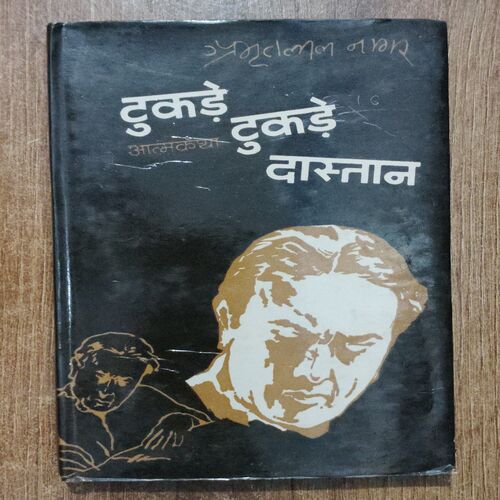 अमृतलाल नागर
टुकड़े
टुकड़े
आत्मकथा
दास्तान